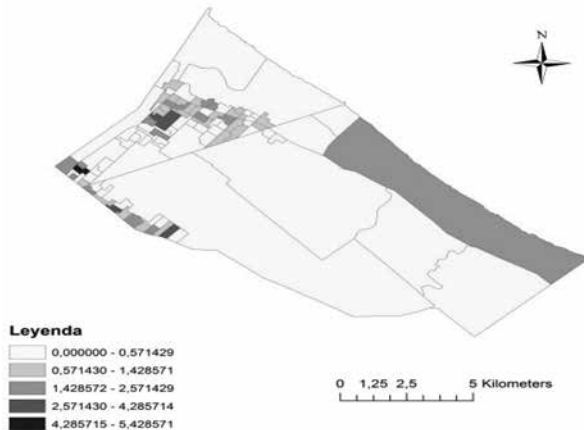 N
Leyenda
0,000000 - 0,571429
0,571430 - 1,428571
1,428572 - 2,571429
2,571430 - 4,285714
4,285715 - 5,428571
0 1,25 2,5 5 Kilometers